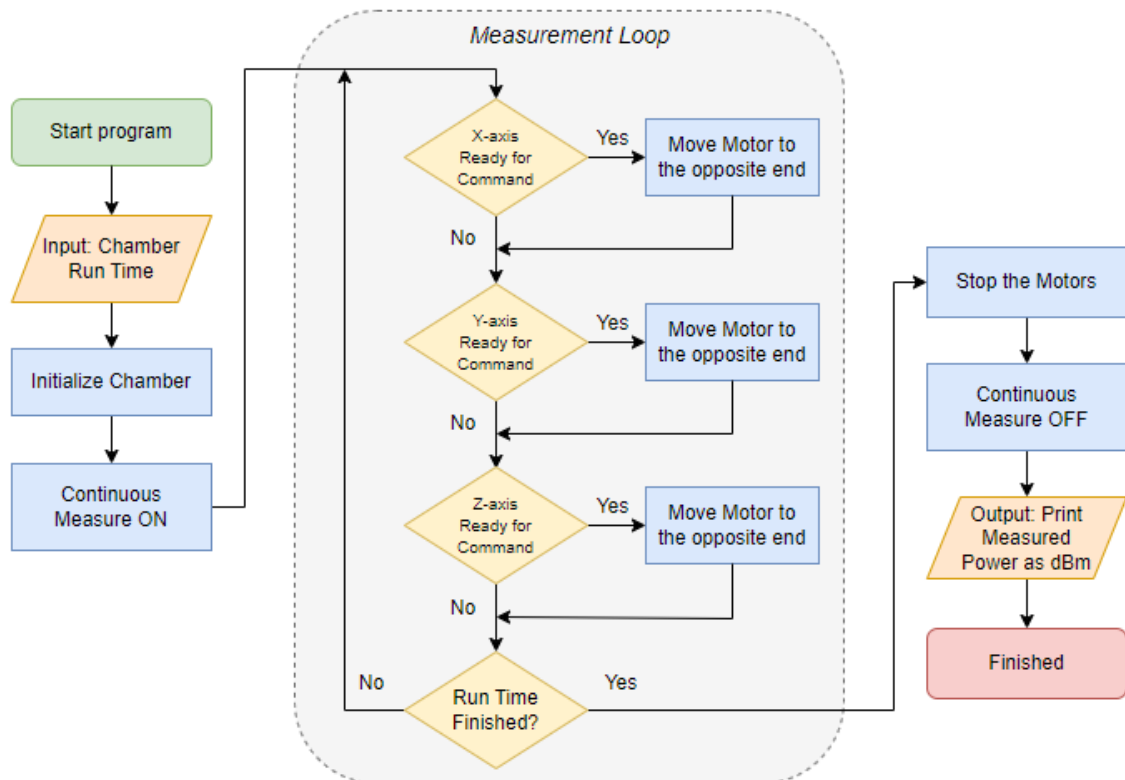 Start program
Input: Chamber
Run Time
Initialize Chamber
Continuous
Measure ON
Measurement Loop
X-axis
Ready for
Command
Yes
Move Motor to
the opposite end
No
Y-axis
Ready for
Command
Yes
Move Motor to
the opposite end
No
Z-axis
Ready for
Command
Yes
Move Motor to
the opposite end
No
Run Time
Finished?
No
Yes
Stop the Motors
Continuous
Measure OFF
Output: Print
Measured
Power as dBm
Finished